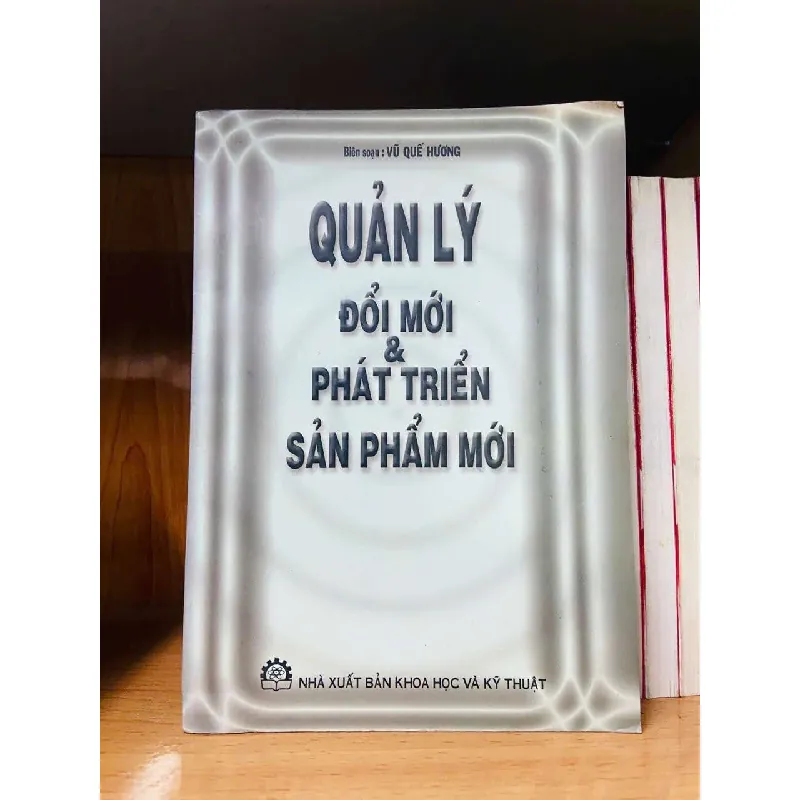 Biên soạn : VŨ QUẾ HƯƠNG
QUẢN LÝ
ĐỔI MỚI
&
PHÁT TRIỂN
SẢN PHẨM MỚI
NHÀ XUẤT BẢN KHOA HỌC VÀ KỸ THUẬT